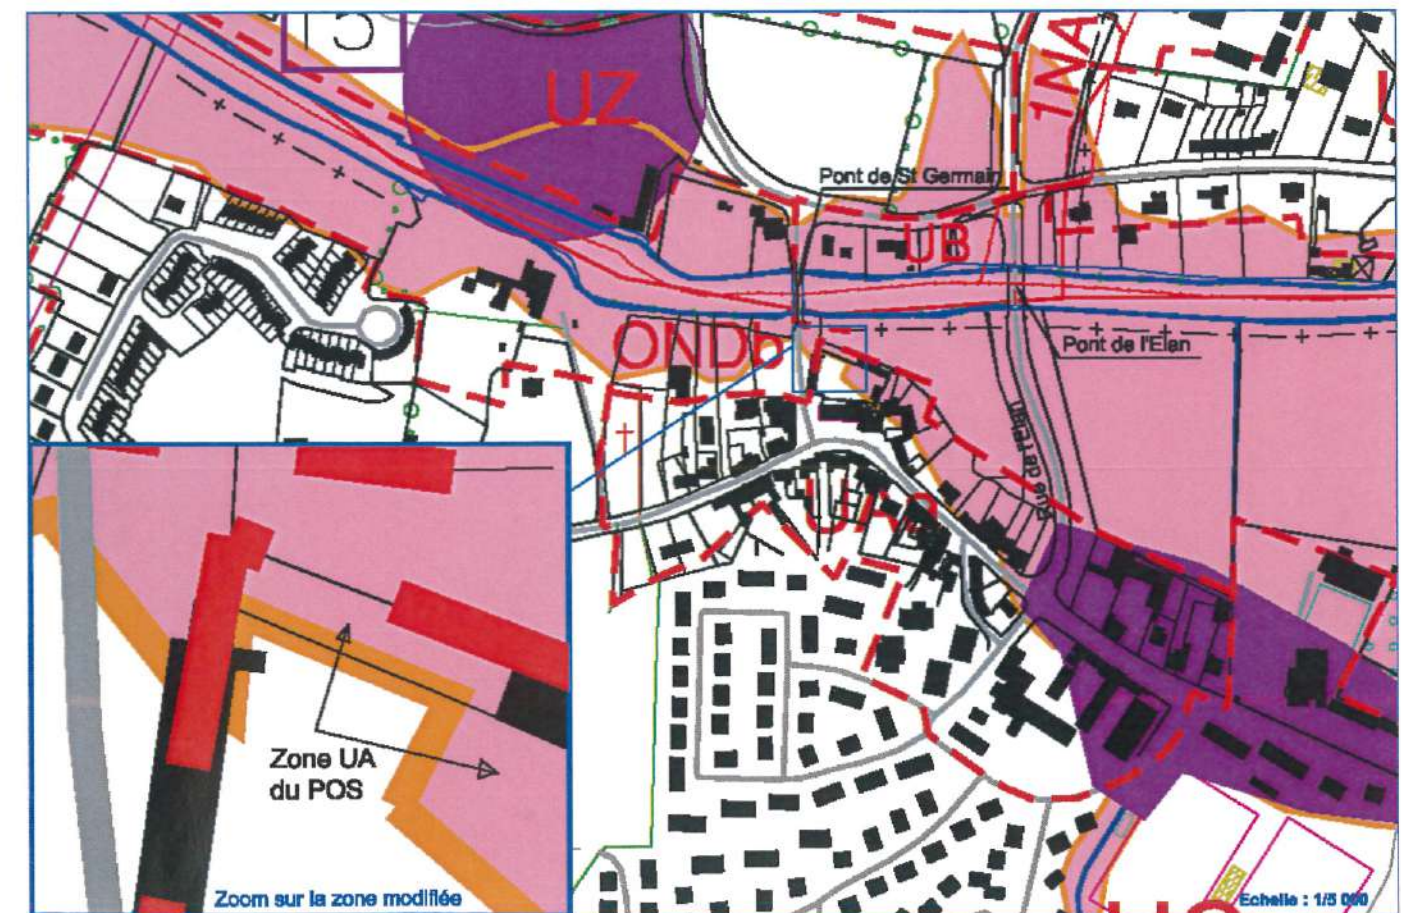 5
UZ
1NA
Pont de St Germain
UB
Pont de l'Elan
ONDb
Rue de l'Elan
Zone UA
du POS
Zoom sur la zone modifiée
Echelle : 1/5 000